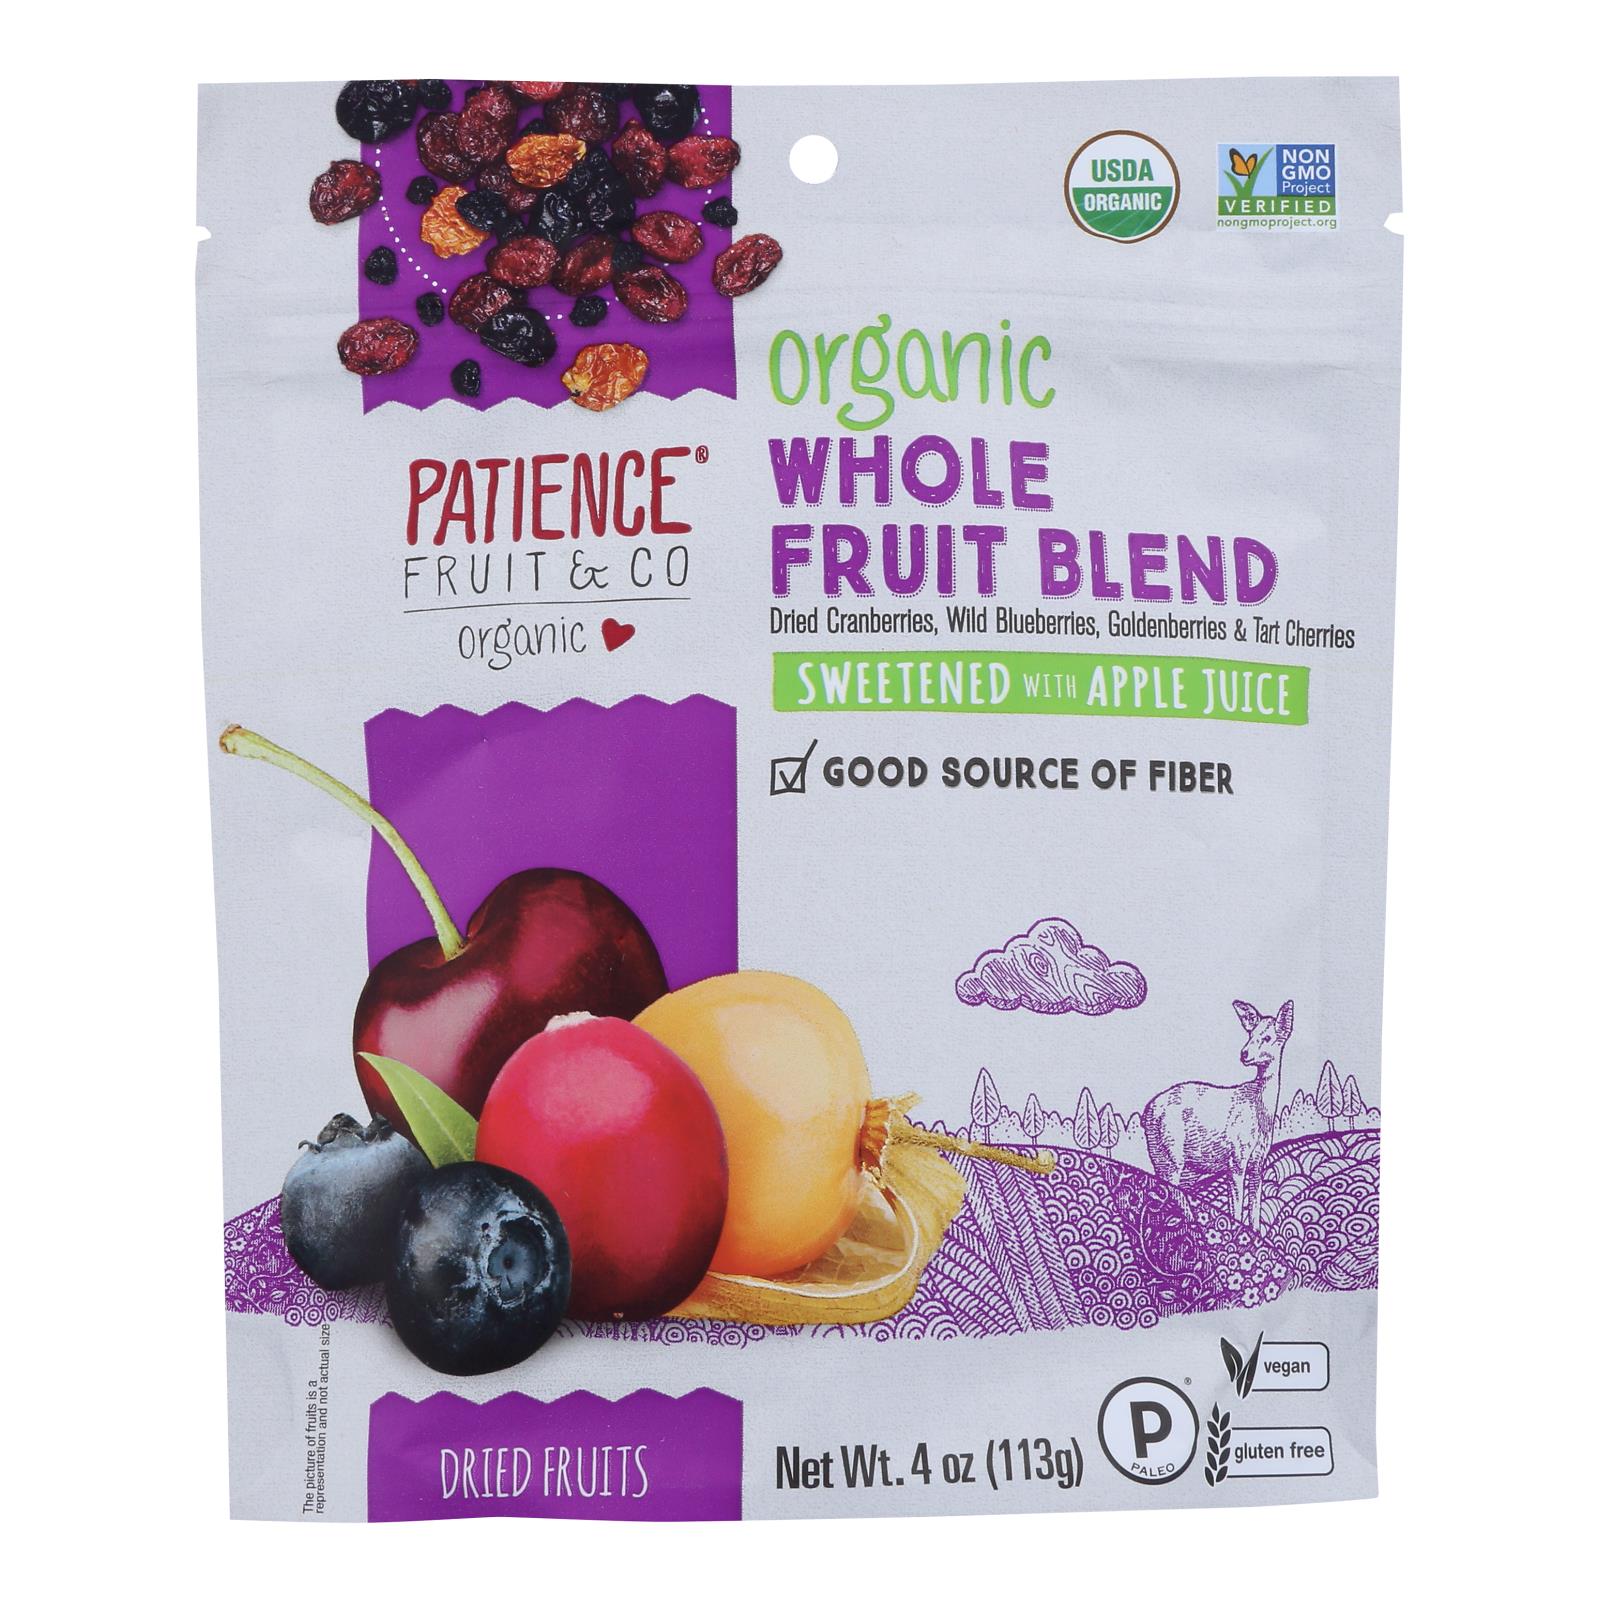 USDA
ORGANIC
NON
GMO
Project
VERIFIED
nongmoproject.org
PATIENCE®
FRUIT & CO
organic
organic
WHOLE
FRUIT BLEND
Dried Cranberries, Wild Blueberries, Goldenberries & Tart Cherries
SWEETENED WITH APPLE JUICE
GOOD SOURCE OF FIBER
The picture of fruits is a
representation and not actual size
DRIED FRUITS
Net Wt. 4 oz (113g)
P
PALEO
®
vegan
gluten free